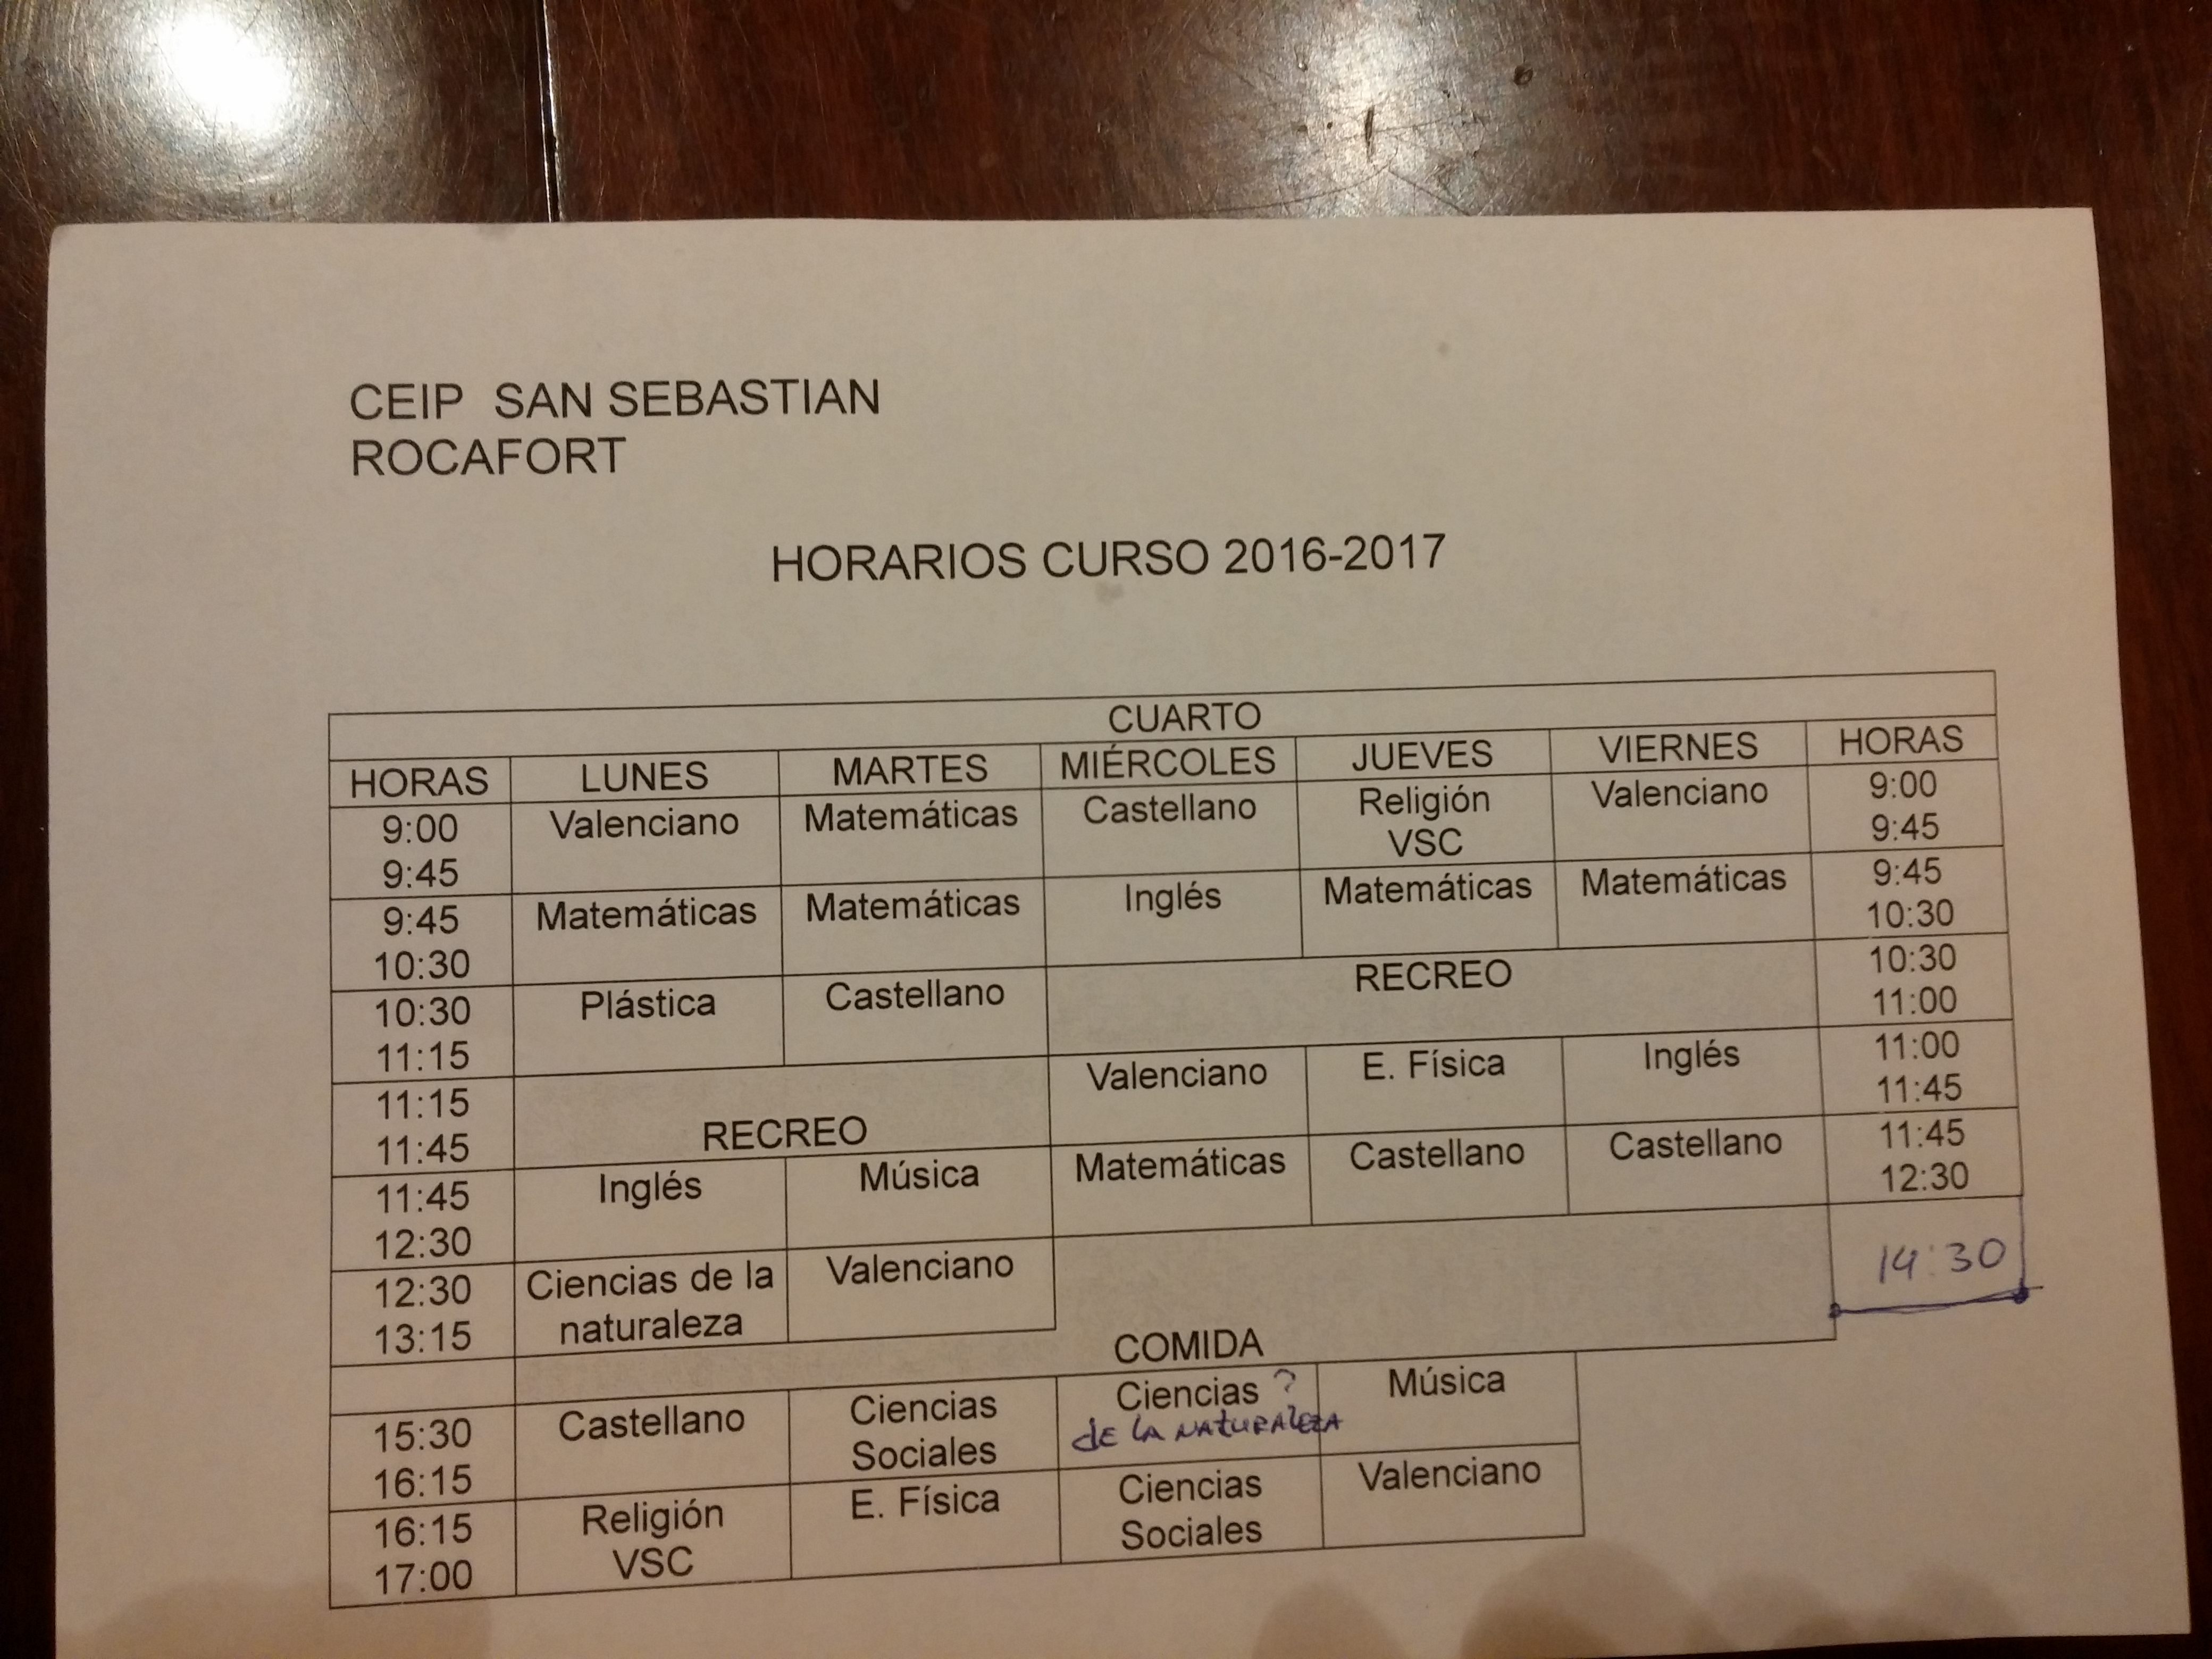 CEIP SAN SEBASTIAN
ROCAFORT
HORARIOS CURSO 2016-2017
CUARTO
HORAS LUNES MARTES MIÉRCOLES JUEVES VIERNES HORAS
9:00 Valenciano Matemáticas Castellano Religión Valenciano 9:00
9:45 VSC 9:45
9:45 Matemáticas Matemáticas Inglés Matemáticas Matemáticas 9:45
10:30 10:30
10:30 Plástica Castellano RECREO 10:30
11:15 11:00
11:15 Valenciano E. Física Inglés 11:00
11:45 RECREO 11:45
11:45 Inglés Música Matemáticas Castellano Castellano 11:45
12:30 12:30
12:30 Ciencias de la Valenciano 14:30
13:15 naturaleza
COMIDA
15:30 Castellano Ciencias Ciencias ? Música
16:15 Sociales DE LA NATURALEZA
16:15 Religión E. Física Ciencias Valenciano
17:00 VSC Sociales